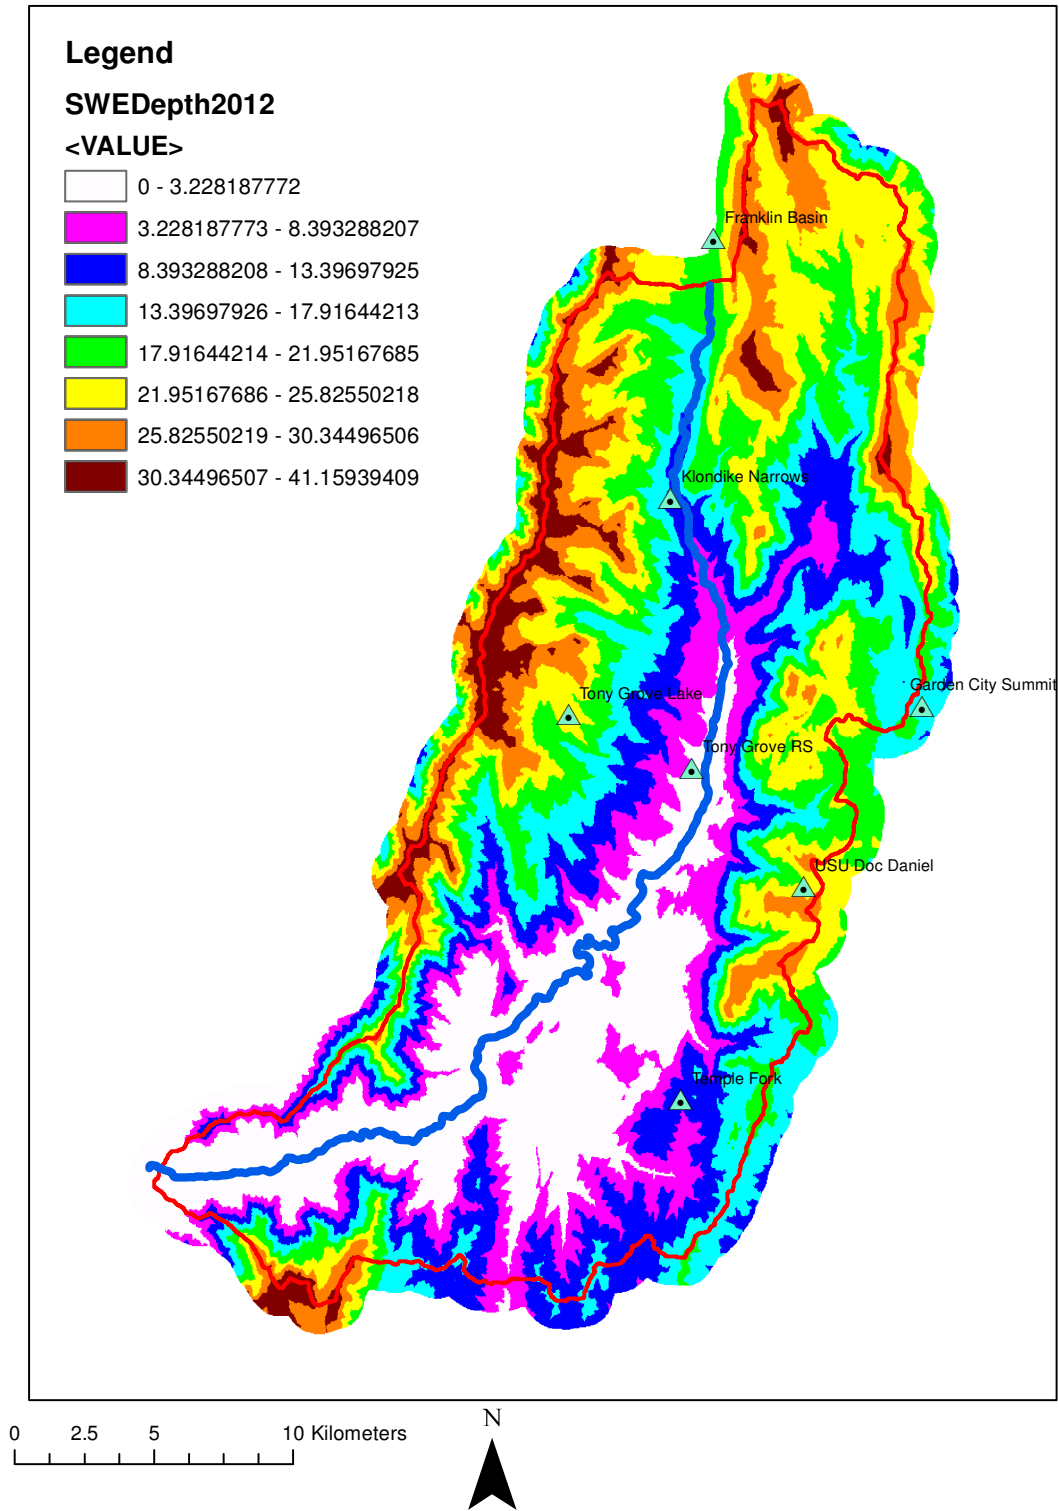 Legend
SWEDepth2012
<VALUE>
0 - 3.228187772
3.228187773 - 8.393288207
8.393288208 - 13.39697925
13.39697926 - 17.91644213
17.91644214 - 21.95167685
21.95167686 - 25.82550218
25.82550219 - 30.34496506
30.34496507 - 41.15939409
Franklin Basin
Klondike Narrows
Garden City Summit
Tony Grove Lake
Tony Grove RS
USU Doc Daniel
Temple Fork
0 2.5 5 10 Kilometers
N